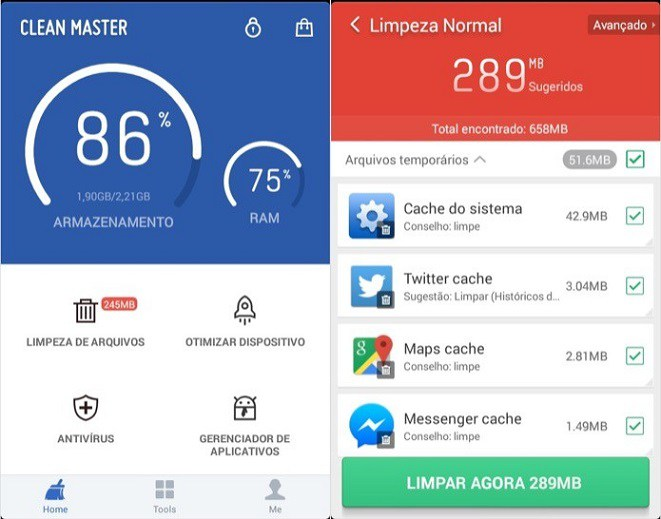 CLEAN MASTER
86%
1,90GB/2,21GB
ARMAZENAMENTO
75%
RAM
245MB
LIMPEZA DE ARQUIVOS
OTIMIZAR DISPOSITIVO
ANTIVÍRUS
GERENCIADOR DE
APLICATIVOS
Home
Tools
Me
Limpeza Normal
Avançado
289 MB
Sugeridos
Total encontrado: 658MB
Arquivos temporários
51.6MB
Cache do sistema
Conselho: limpe
42.9MB
Twitter cache
Sugestão: Limpar (Históricos d...
3.04MB
Maps cache
Conselho: limpe
2.81MB
Messenger cache
Conselho: limpe
1.49MB
LIMPAR AGORA 289MB